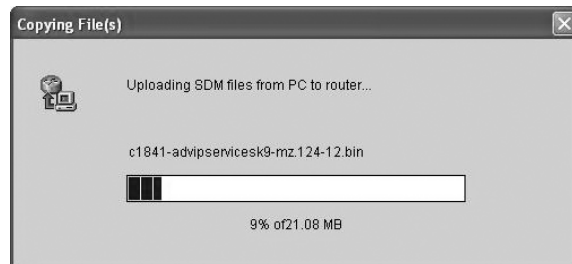 Copying File(s)
Uploading SDM files from PC to router...
c1841-advipservicesk9-mz.124-12.bin
9% of21.08 MB